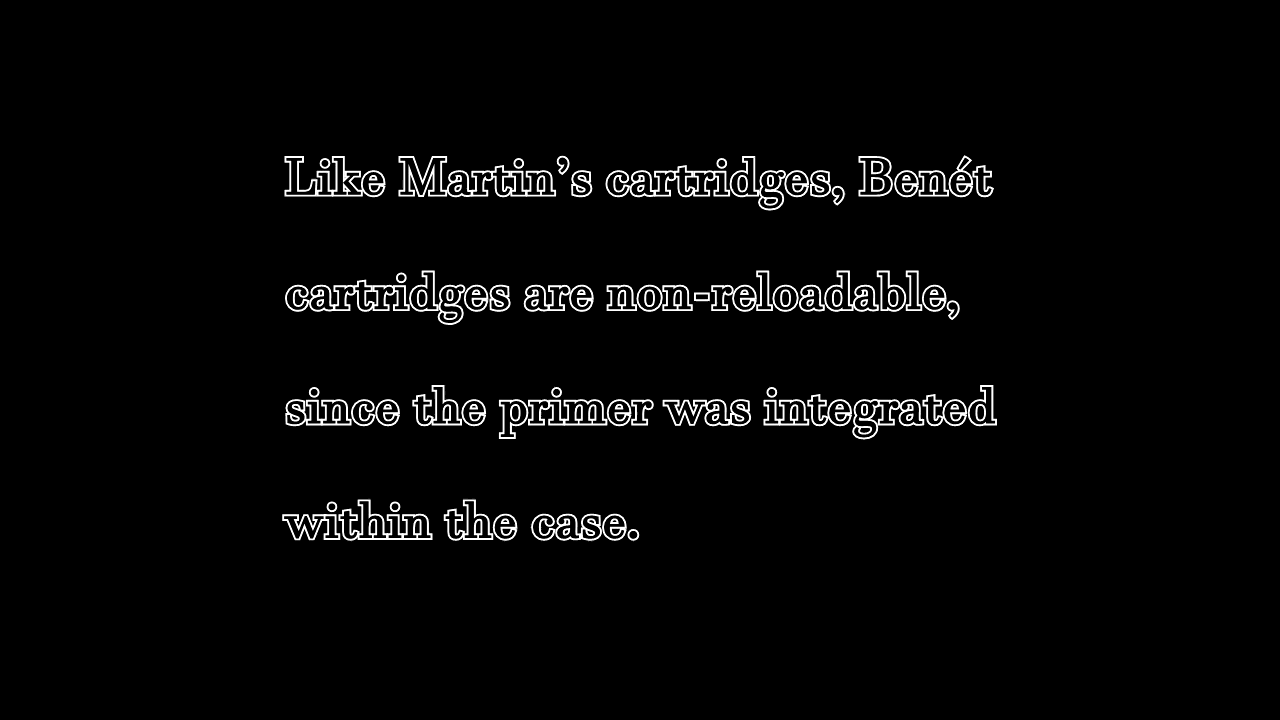 Like Martin’s cartridges, Benét
cartridges are non-reloadable,
since the primer was integrated
within the case.